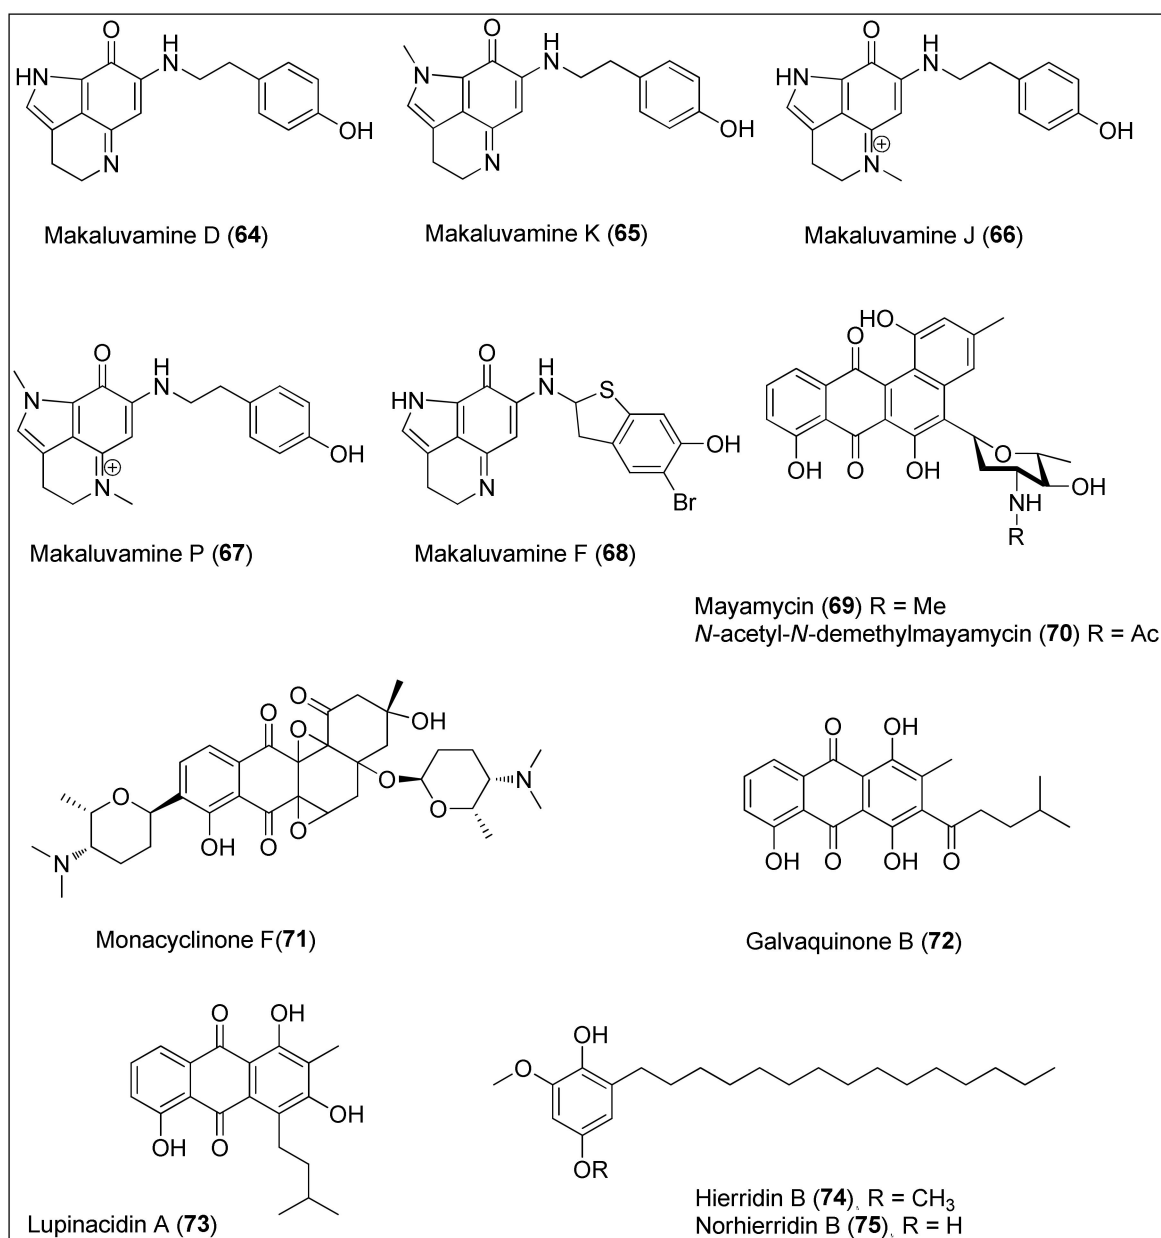 O O O
H H H
HN N N N HN N
OH OH OH
N N N⊕
Makaluvamine D (64) Makaluvamine K (65) Makaluvamine J (66)
HO
O O O
H H S
N N HN N
OH OH
N⊕ N Br
OH O OH O OH
NH
R
Makaluvamine P (67) Makaluvamine F (68)
Mayamycin (69) R = Me
N-acetyl-N-demethylmayamycin (70) R = Ac
O
O O OH
O O N
O
N OH O O
O OH
OH O OH O
Monacyclinone F(71) Galvaquinone B (72)
O OH
OH
OH O
OH
O
OR
Lupinacidin A (73)
Hierridin B (74), R = CH3
Norhierridin B (75), R = H